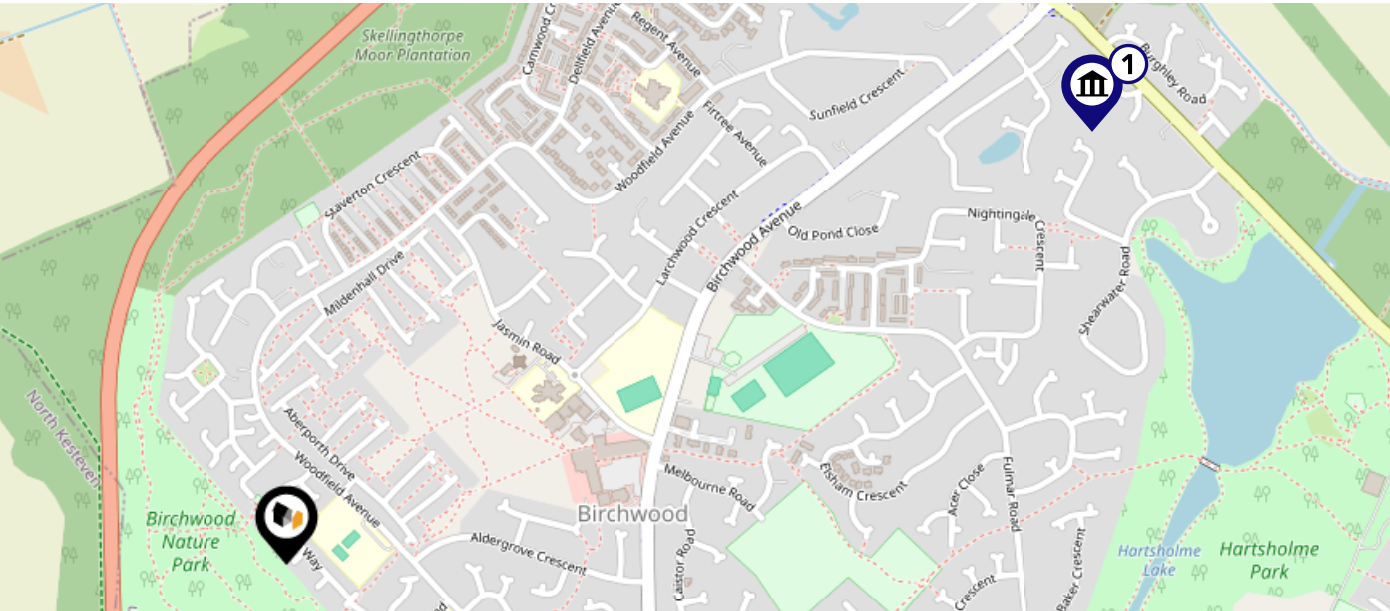 Skellingthorpe
Moor Plantation
Camwood Cr
Dellfield Avenue
Regent Avenue
Burghley Road
1
Sunfield Crescent
Firtree Avenue
Woodfield Avenue
Staverton Crescent
Larchwood Crescent
Birchwood Avenue
Old Pond Close
Nightingale
Crescent
Shearwater Road
Mildenhall Drive
Jasmin Road
North Kesteven
Aberporth Drive
Woodfield Avenue
Melbourne Road
Elsham Crescent
Acer Close
Fulmar Road
Birchwood
Birchwood
Nature
Park
Way
Aldergrove Crescent
Caistor Road
Crescent
Baker Crescent
Hartsholme
Lake
Hartsholme
Park